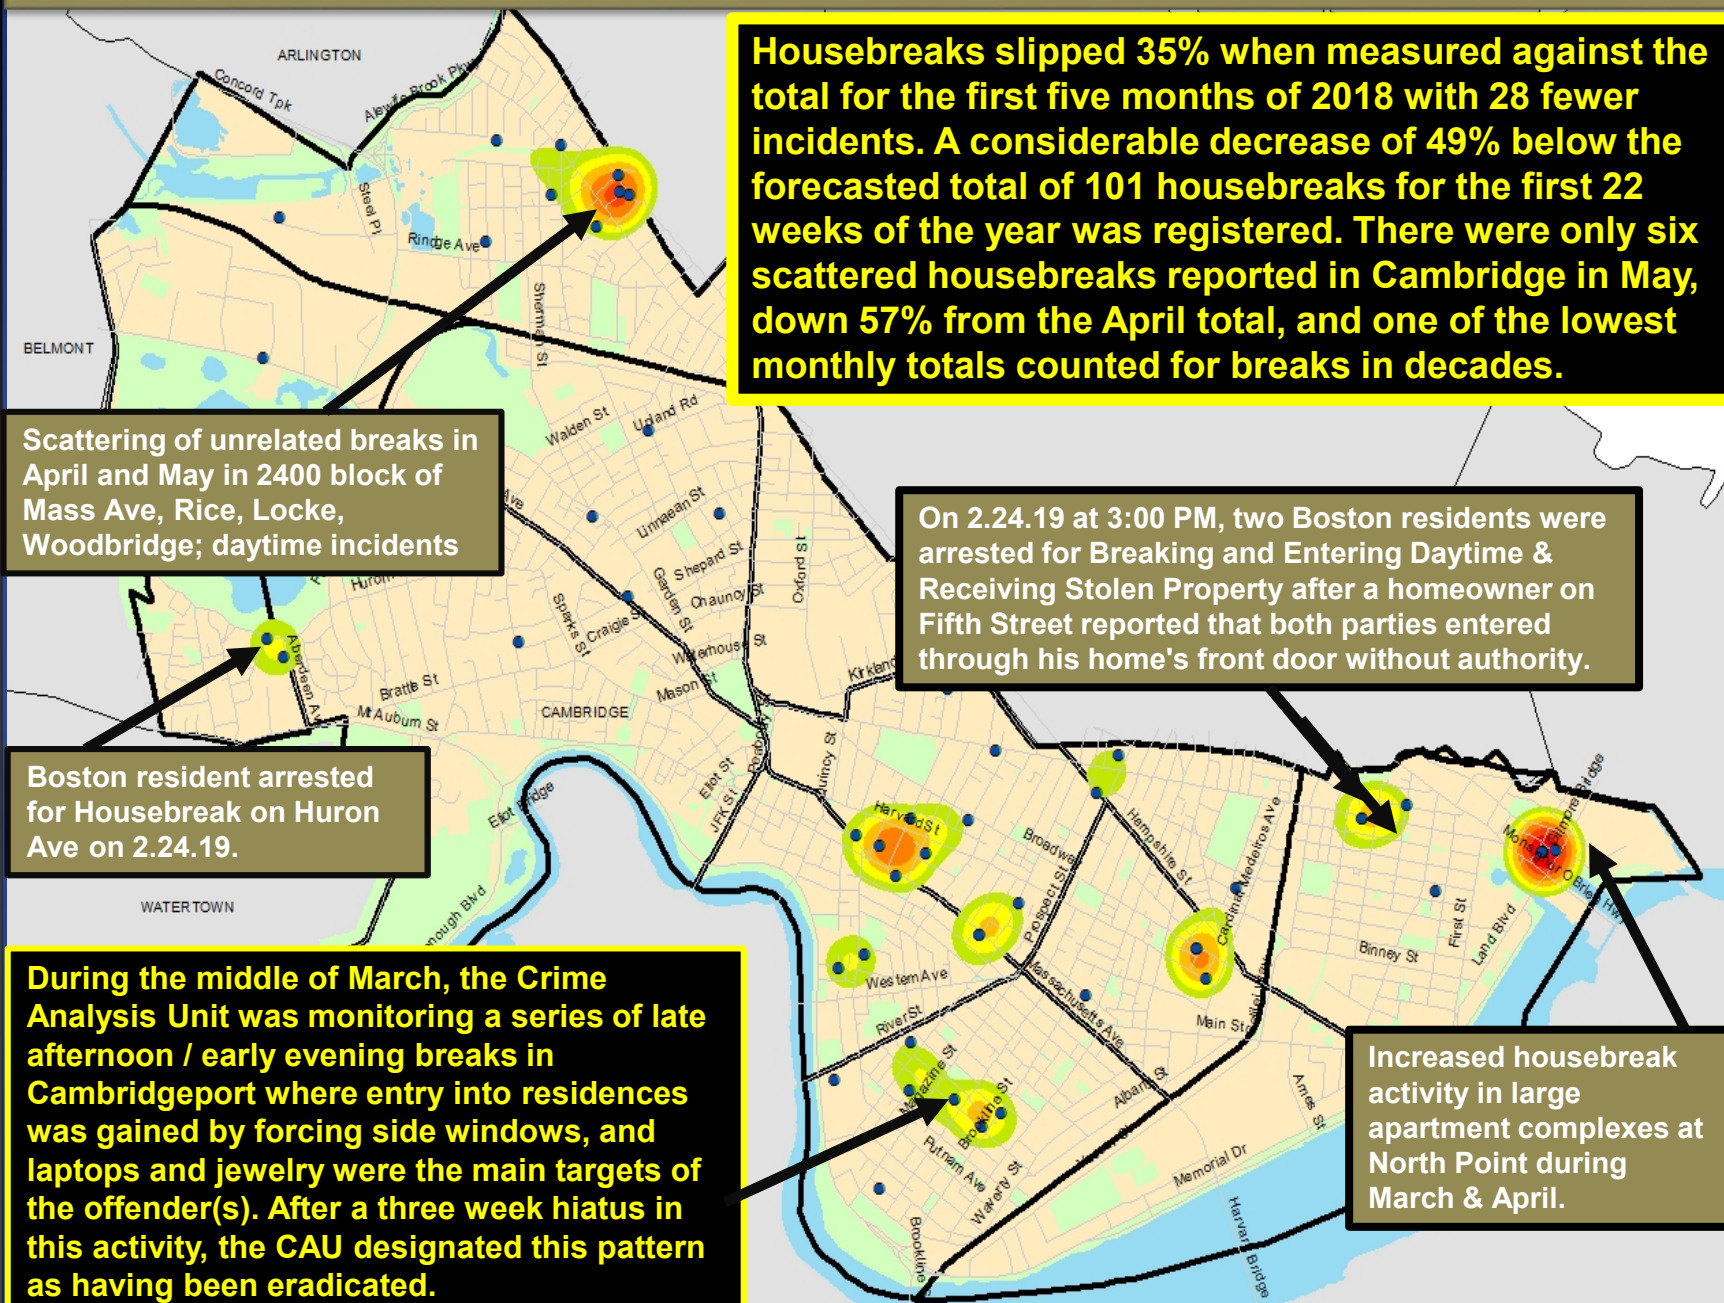 ARLINGTON
Concord Tpk
Alewife Brook Pkwy
Housebreaks slipped 35% when measured against the
total for the first five months of 2018 with 28 fewer
incidents. A considerable decrease of 49% below the
forecasted total of 101 housebreaks for the first 22
weeks of the year was registered. There were only six
scattered housebreaks reported in Cambridge in May,
down 57% from the April total, and one of the lowest
monthly totals counted for breaks in decades.
Steel Pl
Rindge Ave
Sherman St
BELMONT
Walden St
Upland Rd
Scattering of unrelated breaks in
April and May in 2400 block of
Mass Ave, Rice, Locke,
Woodbridge; daytime incidents
Ave
Linnaean St
Shepard St
Chauncy St
Oxford St
Garden St
Huron
Sparks St
Craigie St
Waterhouse St
Mason St
Kirkland
On 2.24.19 at 3:00 PM, two Boston residents were
arrested for Breaking and Entering Daytime &
Receiving Stolen Property after a homeowner on
Fifth Street reported that both parties entered
through his home's front door without authority.
Aberdeen Av
Brattle St
Mt Auburn St
CAMBRIDGE
Peabody St
Quincy St
Eliot St
JFK St
Eliot Bridge
Boston resident arrested
for Housebreak on Huron
Ave on 2.24.19.
Harvard St
Broadway
Hampshire St
Cardinal Medeiros Ave
Prospect St
Gilmore Bridge
Monsignor O'Brien Hwy
WATERTOWN
First St
Land Blvd
Binney St
Western Ave
Massachusetts Ave
Main St
River St
Magazine St
Brookline St
Albany St
Ames St
Putnam Ave
Waverly St
Memorial Dr
Harvard Bridge
Brookline
During the middle of March, the Crime
Analysis Unit was monitoring a series of late
afternoon / early evening breaks in
Cambridgeport where entry into residences
was gained by forcing side windows, and
laptops and jewelry were the main targets of
the offender(s). After a three week hiatus in
this activity, the CAU designated this pattern
as having been eradicated.
Increased housebreak
activity in large
apartment complexes at
North Point during
March & April.